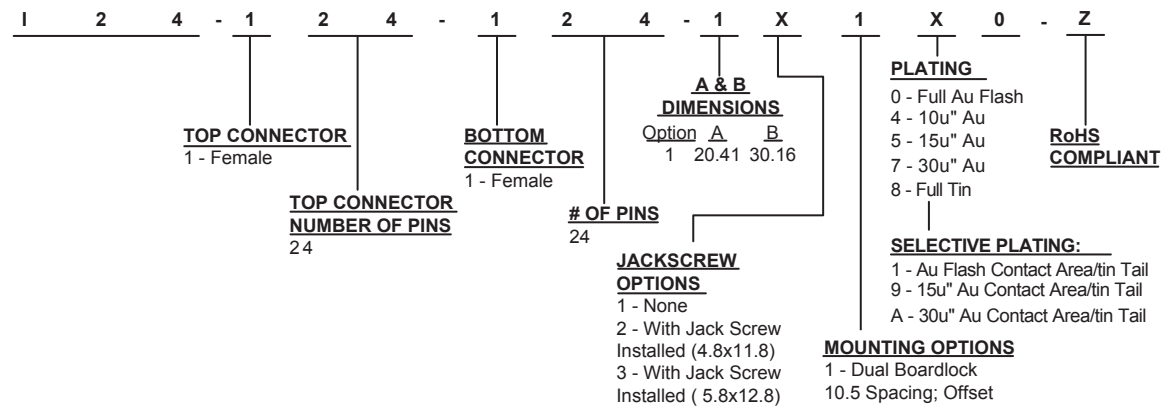 I 2 4 - 1 2 4 - 1 2 4 - 1 X 1 X 0 - Z
TOP CONNECTOR
1 - Female
TOP CONNECTOR
NUMBER OF PINS
24
BOTTOM
CONNECTOR
1 - Female
# OF PINS
24
A & B
DIMENSIONS
Option A B
1 20.41 30.16
JACKSCREW
OPTIONS
1 - None
2 - With Jack Screw
Installed (4.8x11.8)
3 - With Jack Screw
Installed ( 5.8x12.8)
MOUNTING OPTIONS
1 - Dual Boardlock
10.5 Spacing; Offset
PLATING
0 - Full Au Flash
4 - 10u" Au
5 - 15u" Au
7 - 30u" Au
8 - Full Tin
SELECTIVE PLATING:
1 - Au Flash Contact Area/tin Tail
9 - 15u" Au Contact Area/tin Tail
A - 30u" Au Contact Area/tin Tail
RoHS
COMPLIANT